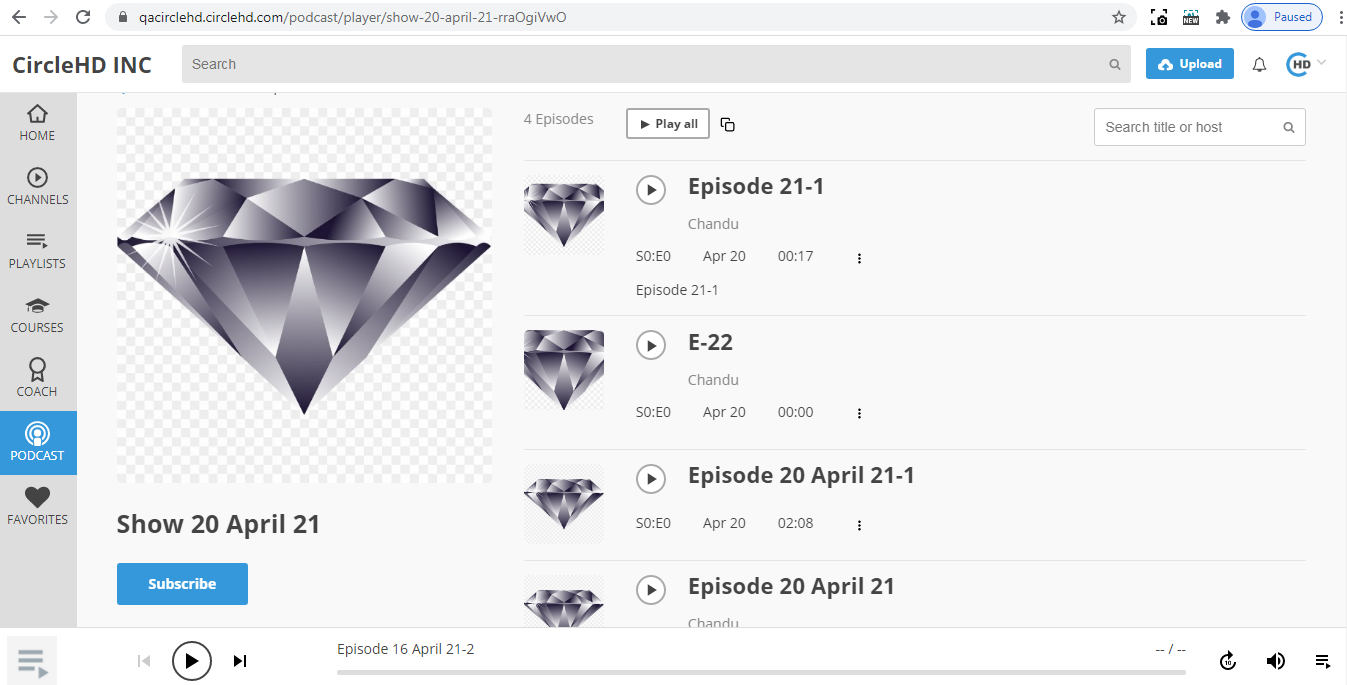 qacirclehd.circlehd.com/podcast/player/show-20-april-21-rraOgiVwO
NEW
Paused
CircleHD INC
Search
Upload
HD
HOME
CHANNELS
PLAYLISTS
COURSES
COACH
PODCAST
FAVORITES
Show 20 April 21
Subscribe
4 Episodes
Play all
Search title or host
Episode 21-1
Chandu
S0:E0 Apr 20 00:17
Episode 21-1
E-22
Chandu
S0:E0 Apr 20 00:00
Episode 20 April 21-1
S0:E0 Apr 20 02:08
Episode 20 April 21
Chandu
Episode 16 April 21-2
-- / --
10